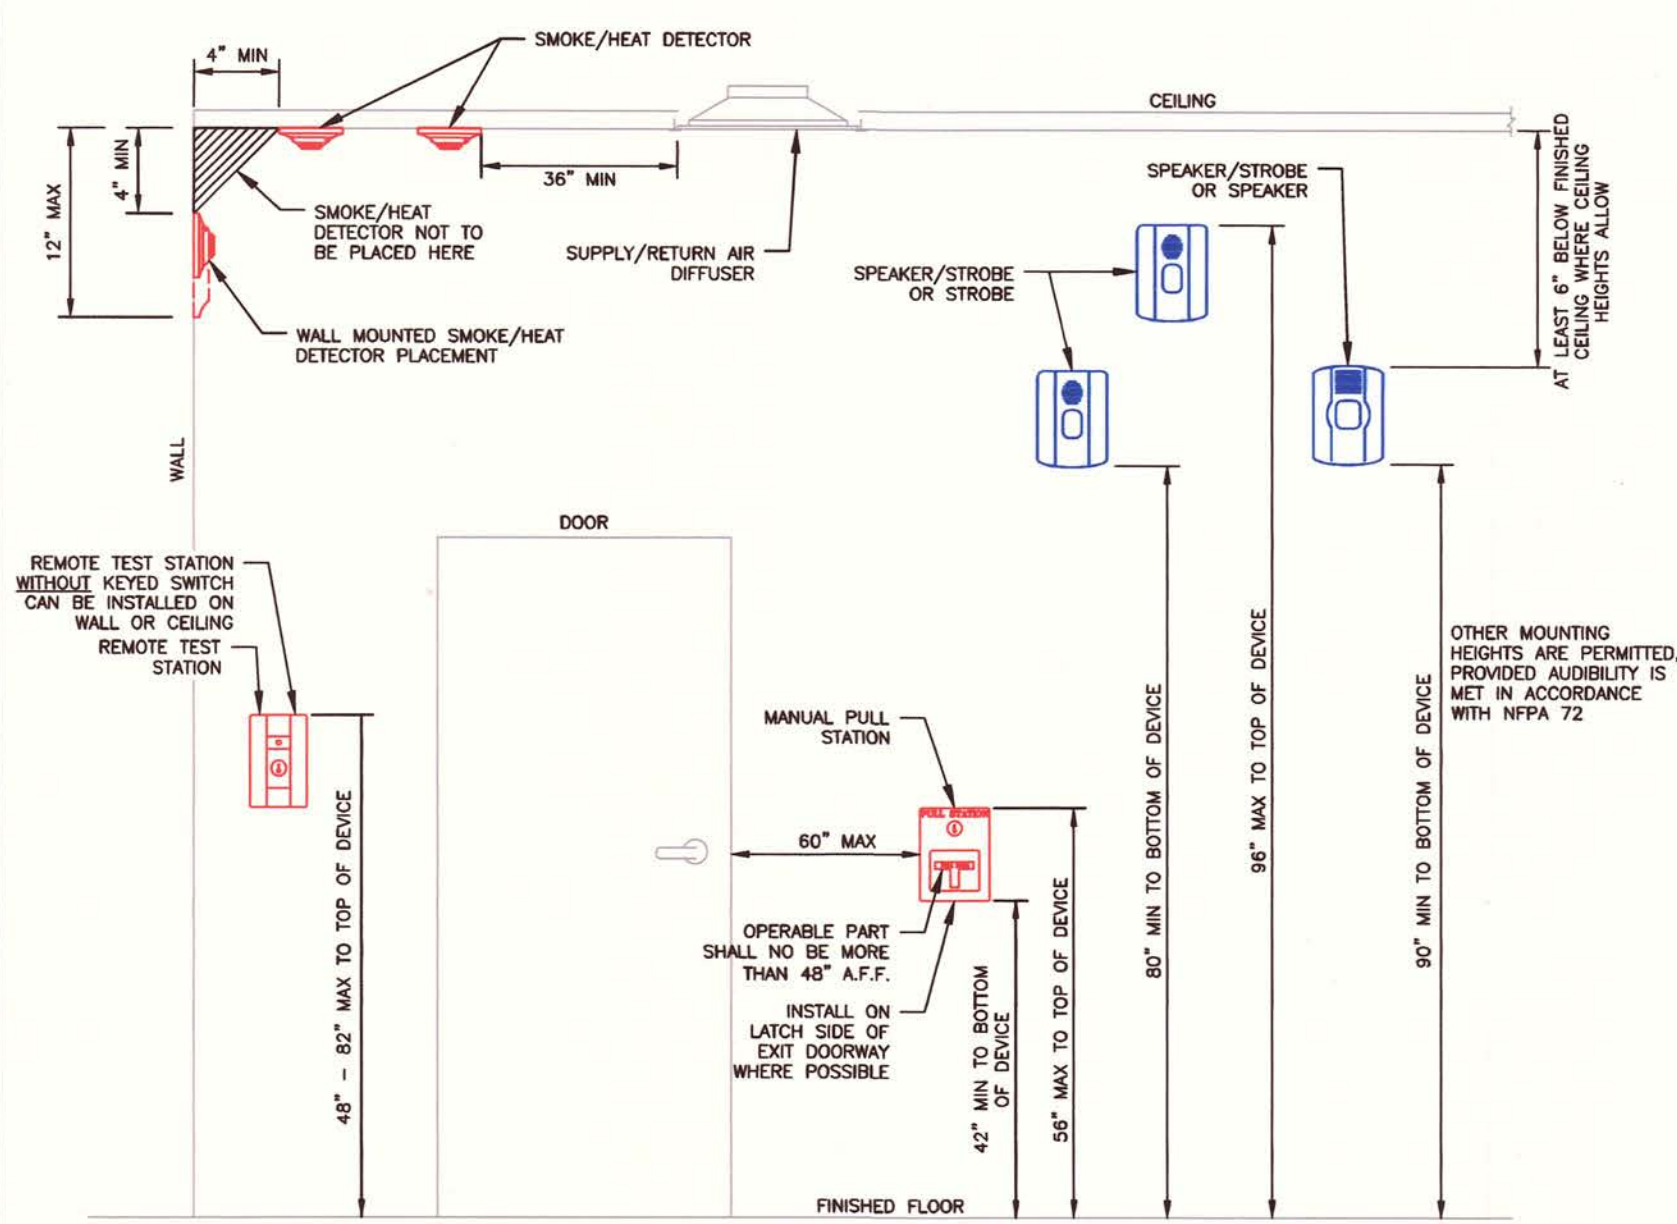 4" MIN
SMOKE/HEAT DETECTOR
CEILING
12" MAX
4" MIN
36" MIN
SMOKE/HEAT
DETECTOR NOT TO
BE PLACED HERE
SUPPLY/RETURN AIR
DIFFUSER
SPEAKER/STROBE
OR SPEAKER
AT LEAST 6" BELOW FINISHED
CEILING WHERE CEILING
HEIGHTS ALLOW
SPEAKER/STROBE
OR STROBE
WALL MOUNTED SMOKE/HEAT
DETECTOR PLACEMENT
WALL
DOOR
REMOTE TEST STATION
WITHOUT KEYED SWITCH
CAN BE INSTALLED ON
WALL OR CEILING
REMOTE TEST
STATION
OTHER MOUNTING
HEIGHTS ARE PERMITTED,
PROVIDED AUDIBILITY IS
MET IN ACCORDANCE
WITH NFPA 72
MANUAL PULL
STATION
PULL STATION
60" MAX
OPERABLE PART
SHALL NO BE MORE
THAN 48" A.F.F.
INSTALL ON
LATCH SIDE OF
EXIT DOORWAY
WHERE POSSIBLE
48" - 82" MAX TO TOP OF DEVICE
42" MIN TO BOTTOM
OF DEVICE
56" MAX TO TOP OF DEVICE
80" MIN TO BOTTOM OF DEVICE
96" MAX TO TOP OF DEVICE
90" MIN TO BOTTOM OF DEVICE
FINISHED FLOOR